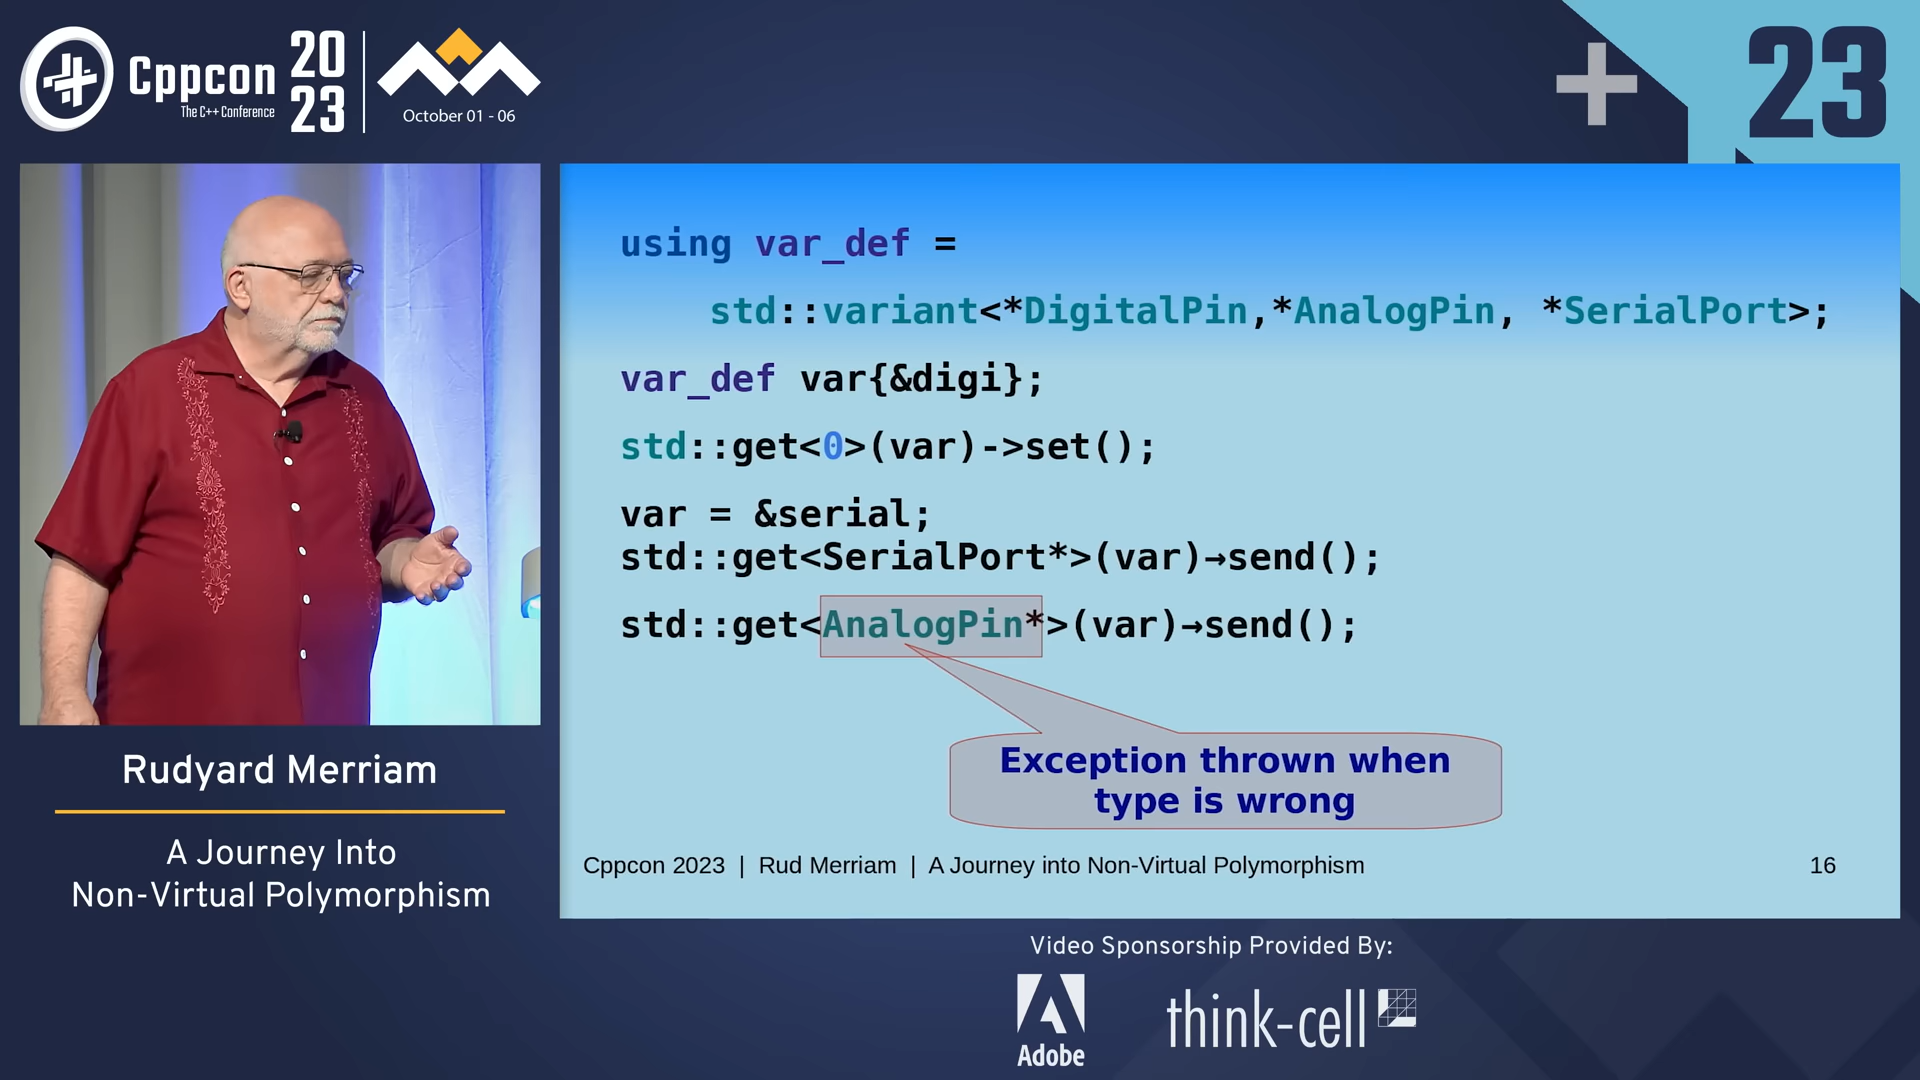 Cppcon
The C++ Conference
20
23
October 01 - 06
23
using var_def =
std::variant<*DigitalPin,*AnalogPin, *SerialPort>;
var_def var{&digi};
std::get<0>(var)->set();
var = &serial;
std::get<SerialPort*>(var)→send();
std::get<AnalogPin*>(var)→send();
Exception thrown when
type is wrong
Cppcon 2023 | Rud Merriam | A Journey into Non-Virtual Polymorphism 16
Rudyard Merriam
A Journey Into
Non-Virtual Polymorphism
Video Sponsorship Provided By:
Adobe
think-cell